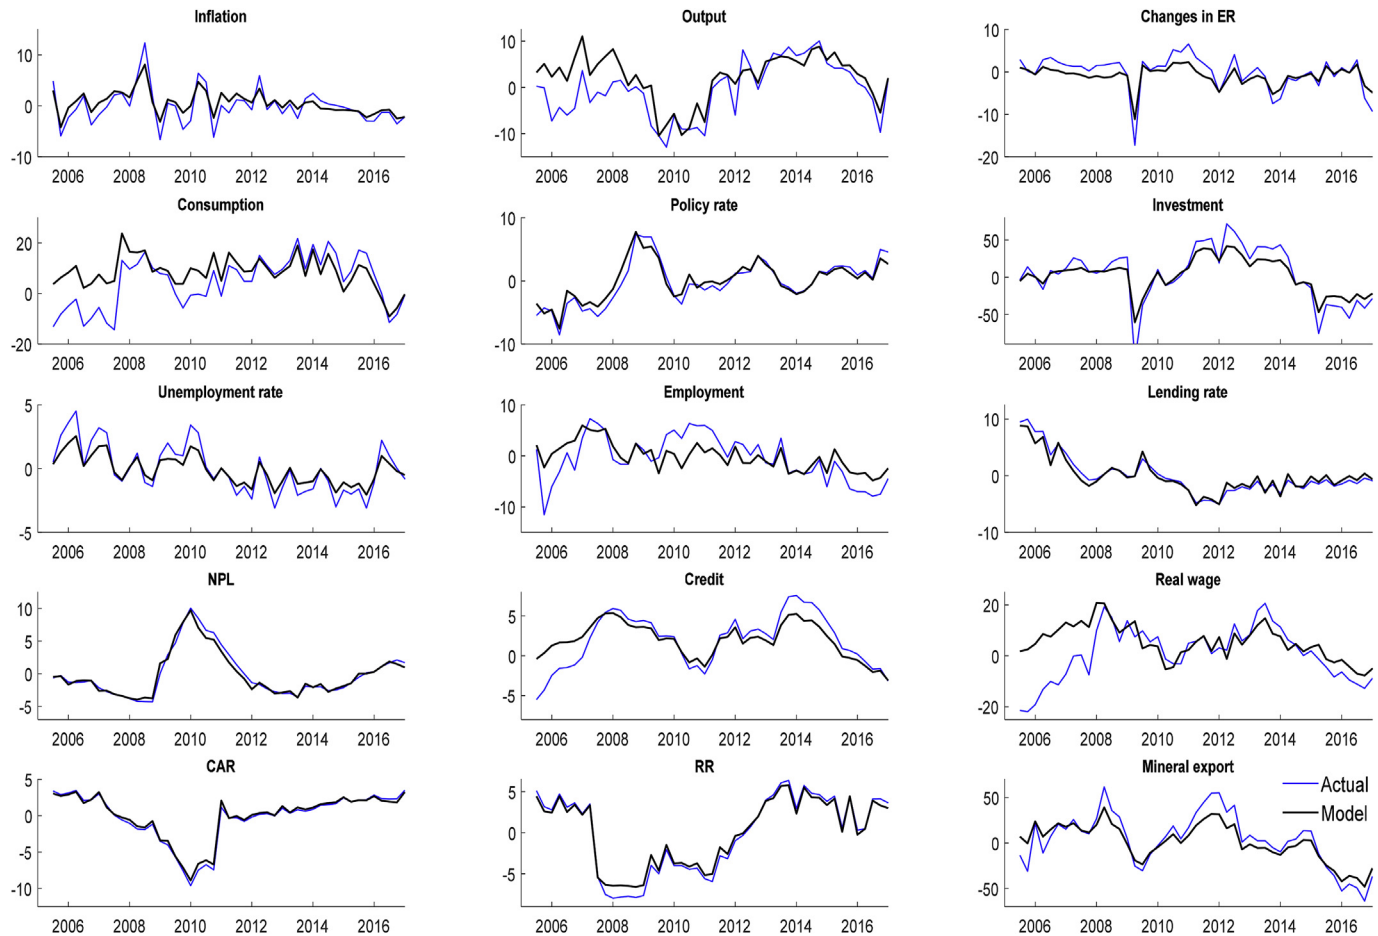 Inflation Output Changes in ER
10 0 -10
10 0 -10
10 0 -10 -20
2006 2008 2010 2012 2014 2016 2006 2008 2010 2012 2014 2016 2006 2008 2010 2012 2014 2016
Consumption Policy rate Investment
20 0 -20
10 0 -10
50 0 -50
2006 2008 2010 2012 2014 2016 2006 2008 2010 2012 2014 2016 2006 2008 2010 2012 2014 2016
Unemployment rate Employment Lending rate
5 0 -5
10 0 -10
10 0 -10
2006 2008 2010 2012 2014 2016 2006 2008 2010 2012 2014 2016 2006 2008 2010 2012 2014 2016
NPL Credit Real wage
10 5 0 -5
5 0 -5
20 0 -20
2006 2008 2010 2012 2014 2016 2006 2008 2010 2012 2014 2016 2006 2008 2010 2012 2014 2016
CAR RR Mineral export
5 0 -5 -10
5 0 -5
50 0 -50
Actual
Model
2006 2008 2010 2012 2014 2016 2006 2008 2010 2012 2014 2016 2006 2008 2010 2012 2014 2016